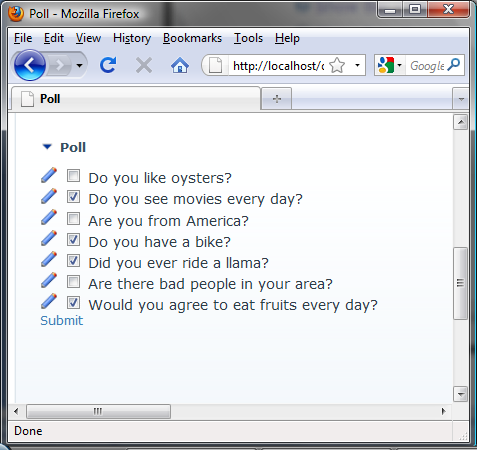 Poll - Mozilla Firefox
File Edit View History Bookmarks Tools Help
http://localhost/ Google
Poll
Poll
Do you like oysters?
Do you see movies every day?
Are you from America?
Do you have a bike?
Did you ever ride a llama?
Are there bad people in your area?
Would you agree to eat fruits every day?
Submit
Done